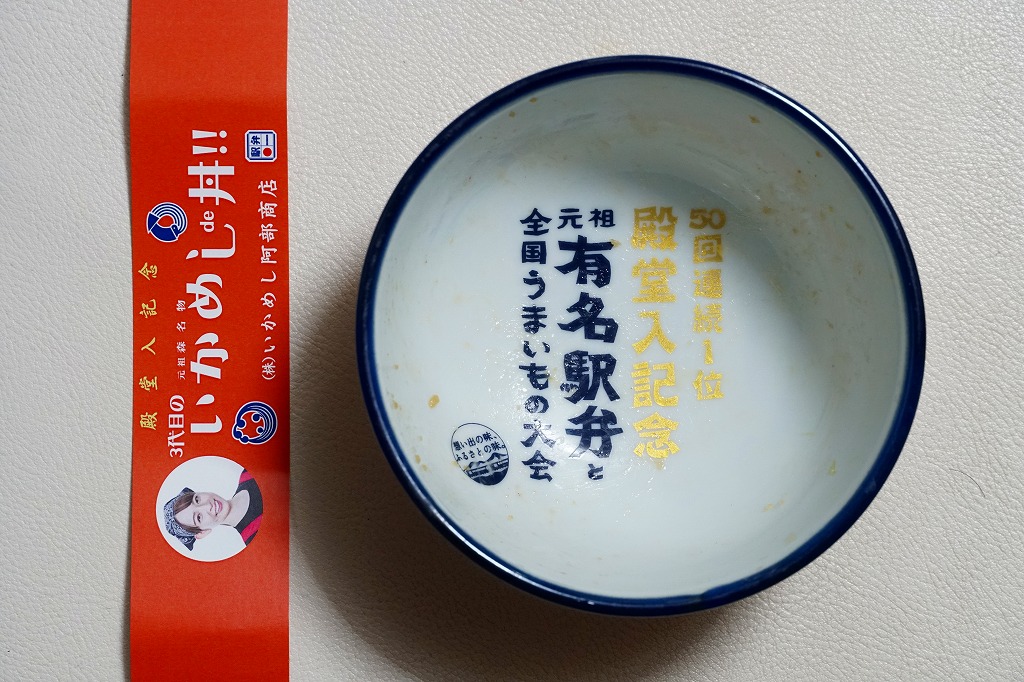 殿堂入記念
元祖森名物
3代目の
いかめしde丼!!
(株)いかめし阿部商店
駅弁
50回連続1位
殿堂入記念
元祖
有名駅弁と
全国うまいもの大会
思い出の味、
ふるさとの味。